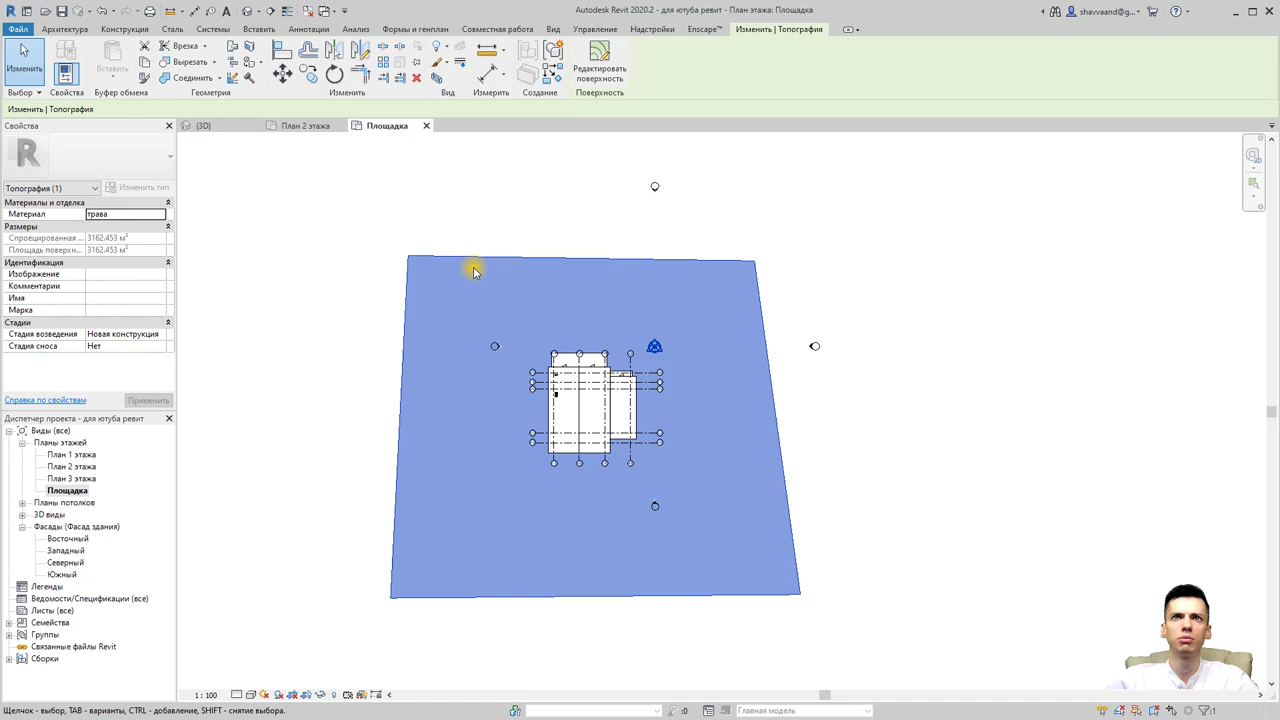 Autodesk Revit 2020.2 - для ютуба ревит - План этажа: Площадка
shavvaand@g...
Файл Архитектура Конструкция Сталь Системы Вставить Аннотации Анализ Формы и генплан Совместная работа Вид Управление Надстройки Enscape™ Изменить | Топография
Изменить Свойства Вставить Врезка Вырезать Соединить Редактировать поверхность
Выбор Буфер обмена Геометрия Изменить Вид Измерить Создание Поверхность
Изменить | Топография
Свойства
{3D} План 2 этажа Площадка
Топография (1) Изменить тип
Материалы и отделка
Материал трава
Размеры
Спроецированная ... 3162.453 м²
Площадь поверхн... 3162.453 м²
Идентификация
Изображение
Комментарии
Имя
Марка
Стадии
Стадия возведения Новая конструкция
Стадия сноса Нет
Справка по свойствам Применить
Диспетчер проекта - для ютуба ревит
Виды (все)
Планы этажей
План 1 этажа
План 2 этажа
План 3 этажа
Площадка
Планы потолков
3D виды
Фасады (Фасад здания)
Восточный
Западный
Северный
Южный
Легенды
Ведомости/Спецификации (все)
Листы (все)
Семейства
Группы
Связанные файлы Revit
Сборки
1 : 100
Щелчок - выбор, TAB - варианты, CTRL - добавление, SHIFT - снятие выбора. :0 Главная модель :1